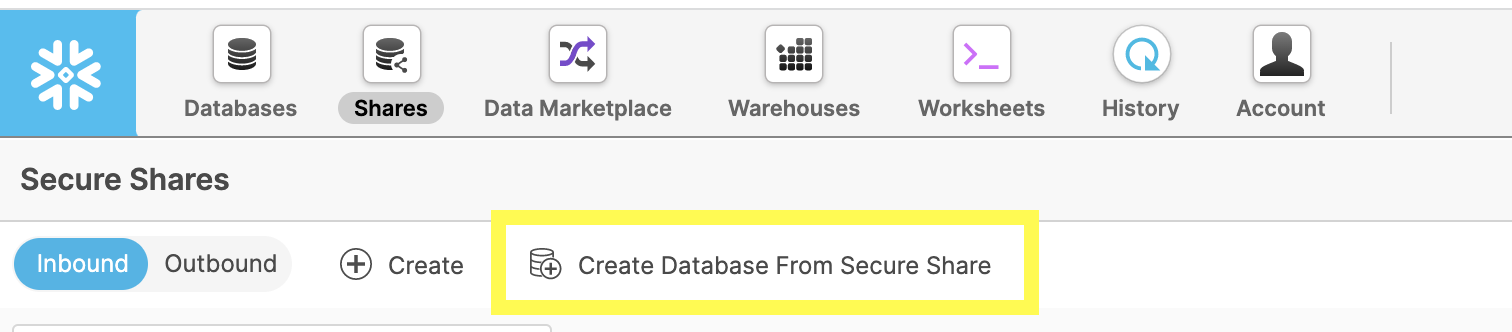 Databases
Shares
Data Marketplace
Warehouses
Worksheets
History
Account
Secure Shares
Inbound
Outbound
Create
Create Database From Secure Share